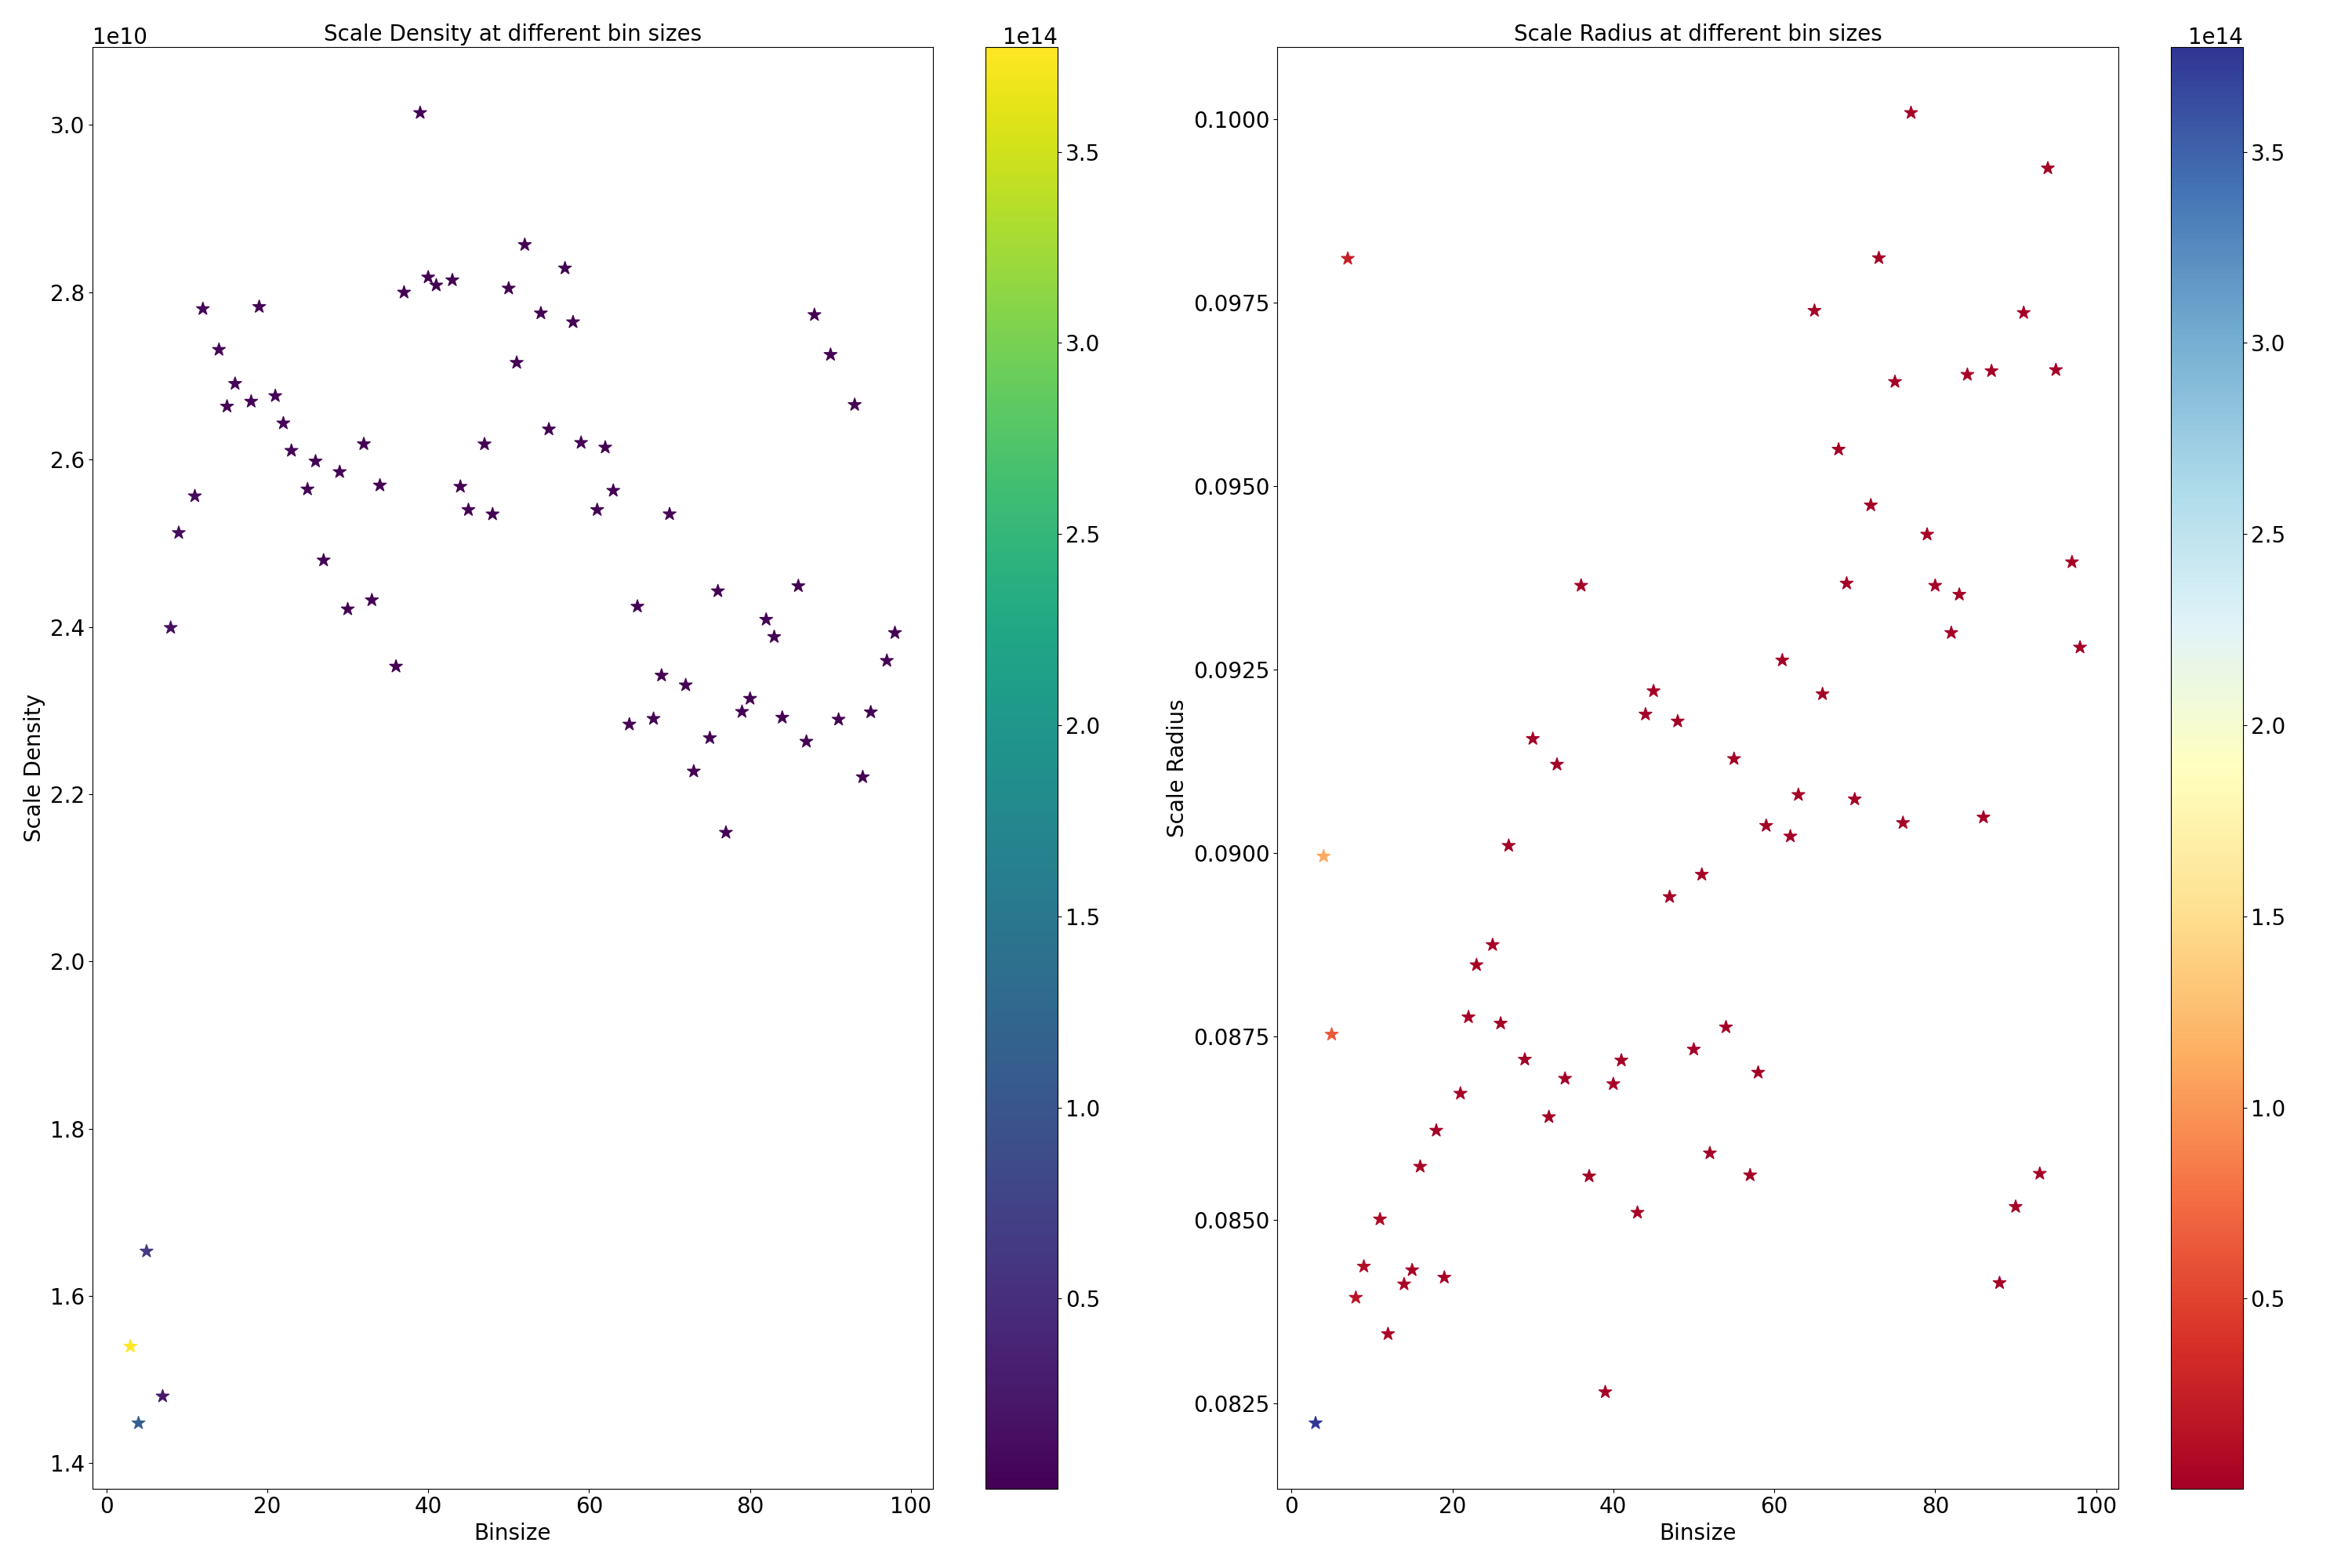 Scale Density at different bin sizes
1e10
3.0
2.8
2.6
2.4
2.2
2.0
1.8
1.6
1.4
Scale Density
0 20 40 60 80 100
Binsize
1e14
3.5
3.0
2.5
2.0
1.5
1.0
0.5
Scale Radius at different bin sizes
0.1000
0.0975
0.0950
0.0925
0.0900
0.0875
0.0850
0.0825
Scale Radius
0 20 40 60 80 100
Binsize
1e14
3.5
3.0
2.5
2.0
1.5
1.0
0.5